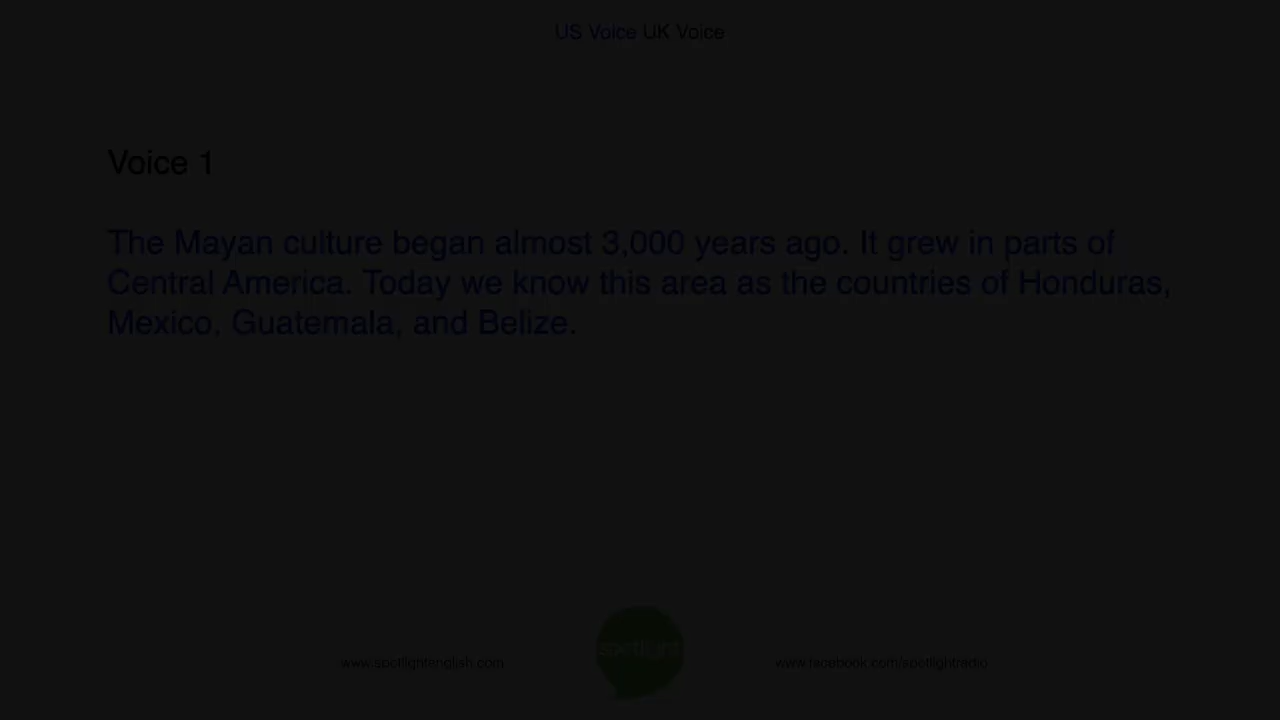 US Voice UK Voice
Voice 1
The Mayan culture began almost 3,000 years ago. It grew in parts of
Central America. Today we know this area as the countries of Honduras,
Mexico, Guatemala, and Belize.
spotlight
www.spotlightenglish.com
www.facebook.com/spotlightradio